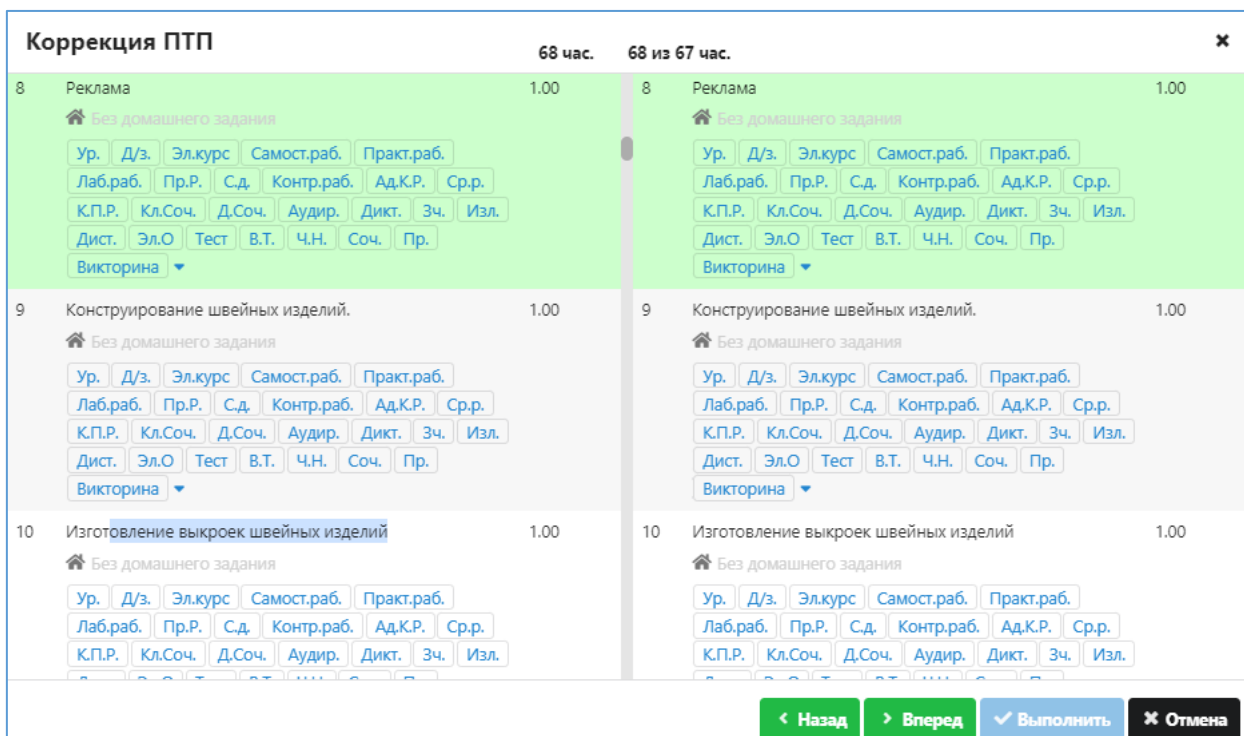 Коррекция ПТП
68 час.
68 из 67 час.
8 Реклама 1.00
Без домашнего задания
Ур. Д/з. Эл.курс Самост.раб. Практ.раб.
Лаб.раб. Пр.Р. С.д. Контр.раб. Ад.К.Р. Ср.р.
К.П.Р. Кл.Соч. Д.Соч. Аудир. Дикт. Зч. Изл.
Дист. Эл.О Тест В.Т. Ч.Н. Соч. Пр.
Викторина
9 Конструирование швейных изделий. 1.00
Без домашнего задания
Ур. Д/з. Эл.курс Самост.раб. Практ.раб.
Лаб.раб. Пр.Р. С.д. Контр.раб. Ад.К.Р. Ср.р.
К.П.Р. Кл.Соч. Д.Соч. Аудир. Дикт. Зч. Изл.
Дист. Эл.О Тест В.Т. Ч.Н. Соч. Пр.
Викторина
10 Изготовление выкроек швейных изделий 1.00
Без домашнего задания
Ур. Д/з. Эл.курс Самост.раб. Практ.раб.
Лаб.раб. Пр.Р. С.д. Контр.раб. Ад.К.Р. Ср.р.
К.П.Р. Кл.Соч. Д.Соч. Аудир. Дикт. Зч. Изл.
8 Реклама 1.00
Без домашнего задания
Ур. Д/з. Эл.курс Самост.раб. Практ.раб.
Лаб.раб. Пр.Р. С.д. Контр.раб. Ад.К.Р. Ср.р.
К.П.Р. Кл.Соч. Д.Соч. Аудир. Дикт. Зч. Изл.
Дист. Эл.О Тест В.Т. Ч.Н. Соч. Пр.
Викторина
9 Конструирование швейных изделий. 1.00
Без домашнего задания
Ур. Д/з. Эл.курс Самост.раб. Практ.раб.
Лаб.раб. Пр.Р. С.д. Контр.раб. Ад.К.Р. Ср.р.
К.П.Р. Кл.Соч. Д.Соч. Аудир. Дикт. Зч. Изл.
Дист. Эл.О Тест В.Т. Ч.Н. Соч. Пр.
Викторина
10 Изготовление выкроек швейных изделий 1.00
Без домашнего задания
Ур. Д/з. Эл.курс Самост.раб. Практ.раб.
Лаб.раб. Пр.Р. С.д. Контр.раб. Ад.К.Р. Ср.р.
К.П.Р. Кл.Соч. Д.Соч. Аудир. Дикт. Зч. Изл.
Назад Вперед Выполнить Отмена